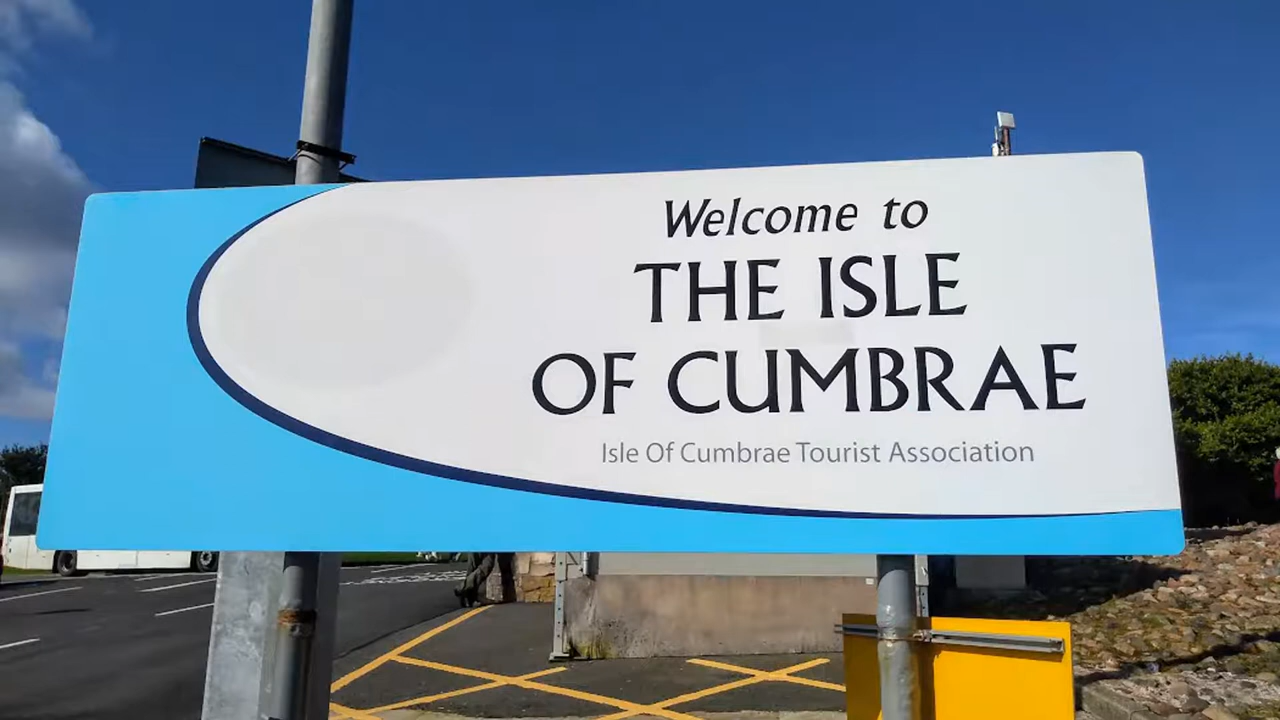 Welcome to
THE ISLE
OF CUMBRAE
Isle Of Cumbrae Tourist Association